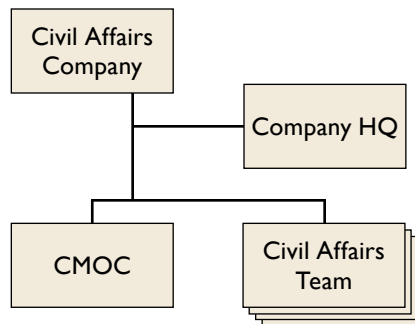 Civil Affairs
Company
Company HQ
CMOC
Civil Affairs
Team